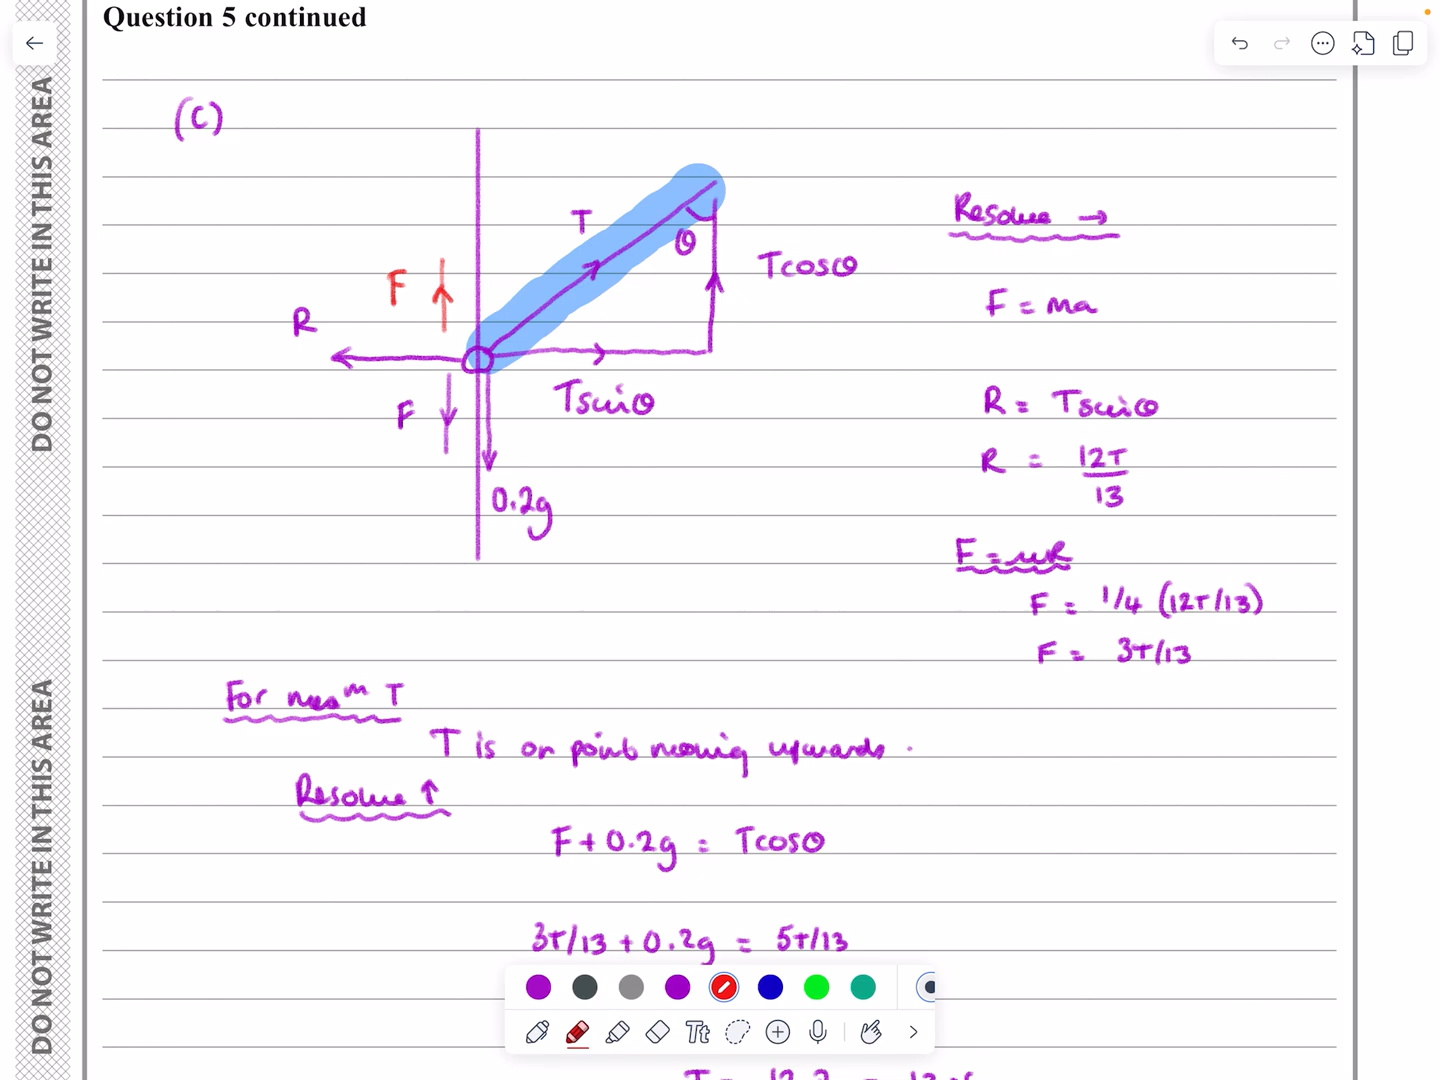 Question 5 continued
DO NOT WRITE IN THIS AREA
DO NOT WRITE IN THIS AREA
(C)
T
θ
Tcosθ
F
R
Tsinθ
F
0.2g
Resolve →
F = ma
R = Tsinθ
R = 12T/13
F = μR
F = 1/4 (12T/13)
F = 3T/13
For max^m T
T is on point moving upwards.
Resolve ↑
F + 0.2g = Tcosθ
3T/13 + 0.2g = 5T/13
Tt